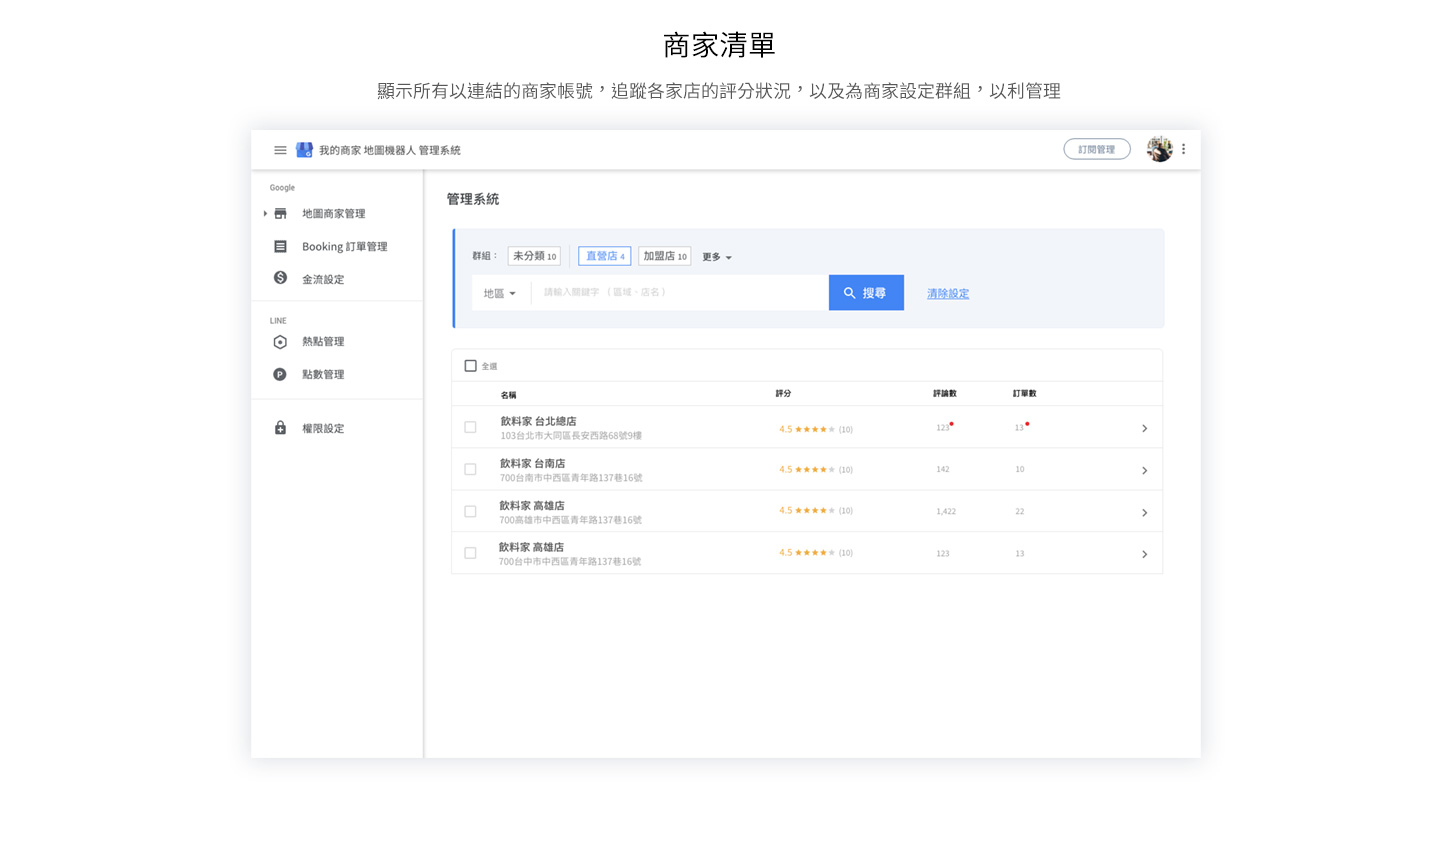 商家清單
顯示所有以連結的商家帳號，追蹤各家店的評分狀況，以及為商家設定群組，以利管理
我的商家 地圖機器人 管理系統
訂閱管理
Google
地圖商家管理
Booking 訂單管理
金流設定
LINE
熱點管理
點數管理
權限設定
管理系統
群組： 未分類 10 直營店 4 加盟店 10 更多
地區 請輸入關鍵字 （ 區域、店名 ） 搜尋 清除設定
全選
名稱 評分 評論數 訂單數
飲料家 台北總店
103台北市大同區長安西路68號9樓
4.5 ★★★★★ (10) 123 13
飲料家 台南店
700台南市中西區青年路137巷16號
4.5 ★★★★★ (10) 142 10
飲料家 高雄店
700高雄市中西區青年路137巷16號
4.5 ★★★★★ (10) 1,422 22
飲料家 高雄店
700台中市中西區青年路137巷16號
4.5 ★★★★★ (10) 123 13